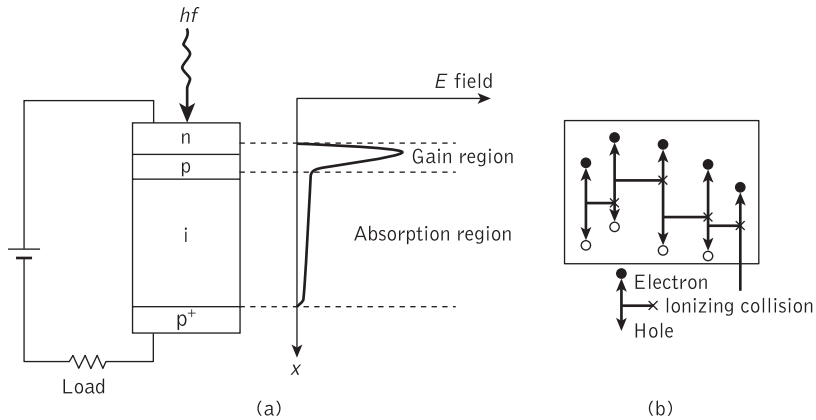 hf
E field
n
p
Gain region
i
Absorption region
p+
x
Load
(a)
Electron
Ionizing collision
Hole
(b)